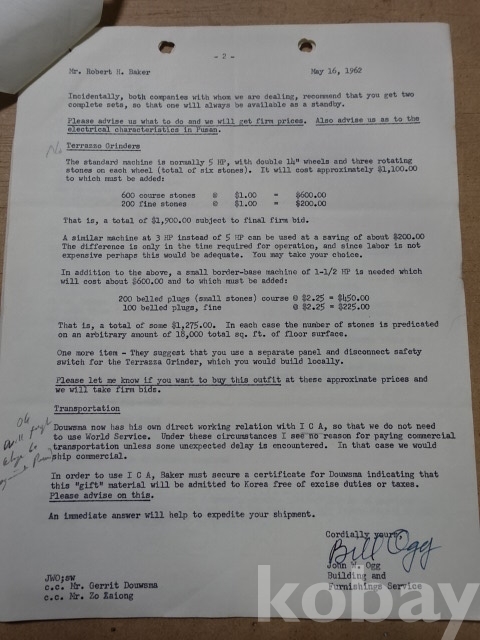 - 2 -
Mr. Robert H. Baker May 16, 1962
Incidentally, both companies with whom we are dealing, recommend that you get two
complete sets, so that one will always be available as a standby.
Please advise us what to do and we will get firm prices. Also advise us as to the
electrical characteristics in Pusan.
No
Terrazzo Grinders
The standard machine is normally 5 HP, with double 14" wheels and three rotating
stones on each wheel (total of six stones). It will cost approximately $1,100.00
to which must be added:
600 course stones @ $1.00 = $600.00
200 fine stones @ $1.00 = $200.00
That is, a total of $1,900.00 subject to final firm bid.
A similar machine at 3 HP instead of 5 HP can be used at a saving of about $200.00
The difference is only in the time required for operation, and since labor is not
expensive perhaps this would be adequate. You may take your choice.
In addition to the above, a small border-base machine of 1-1/2 HP is needed which
will cost about $600.00 and to which must be added:
200 belled plugs (small stones) course @ $2.25 = $450.00
100 belled plugs, fine @ $2.25 = $225.00
That is, a total of some $1,275.00. In each case the number of stones is predicated
on an arbitrary amount of 18,000 total sq. ft. of floor surface.
One more item - They suggest that you use a separate panel and disconnect safety
switch for the Terrazza Grinder, which you would build locally.
Please let me know if you want to buy this outfit at these approximate prices and
we will take firm bids.
Transportation
Ok
Douwsma now has his own direct working relation with I C A, so that we do not need
to use World Service. Under these circumstances I see no reason for paying commercial
transportation unless some unexpected delay is encountered. In that case we would
ship commercial.
In order to use I C A, Baker must secure a certificate for Douwsma indicating that
this "gift" material will be admitted to Korea free of excise duties or taxes.
Please advise on this.
An immediate answer will help to expedite your shipment.
Cordially yours,
Bill Ogg
John W. Ogg
Building and
Furnishings Service
JWO;sw
c.c. Mr. Gerrit Douwsma
c.c. Mr. Zo Xaiong
kobay